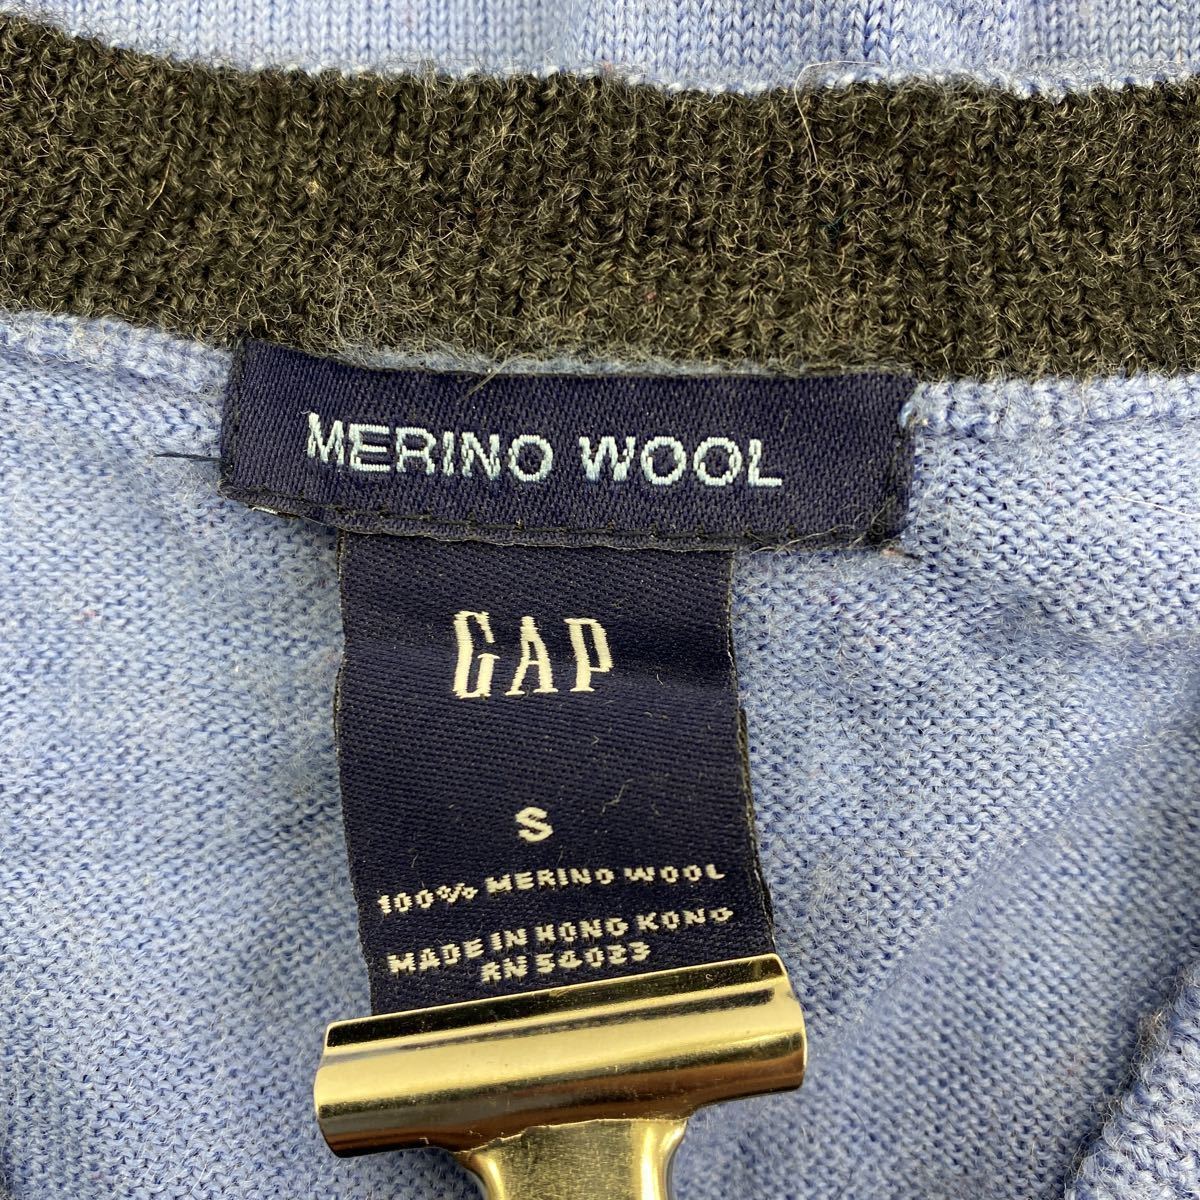 MERINO WOOL
GAP
S
100% MERINO WOOL
MADE IN HONG KONG
RN 54023